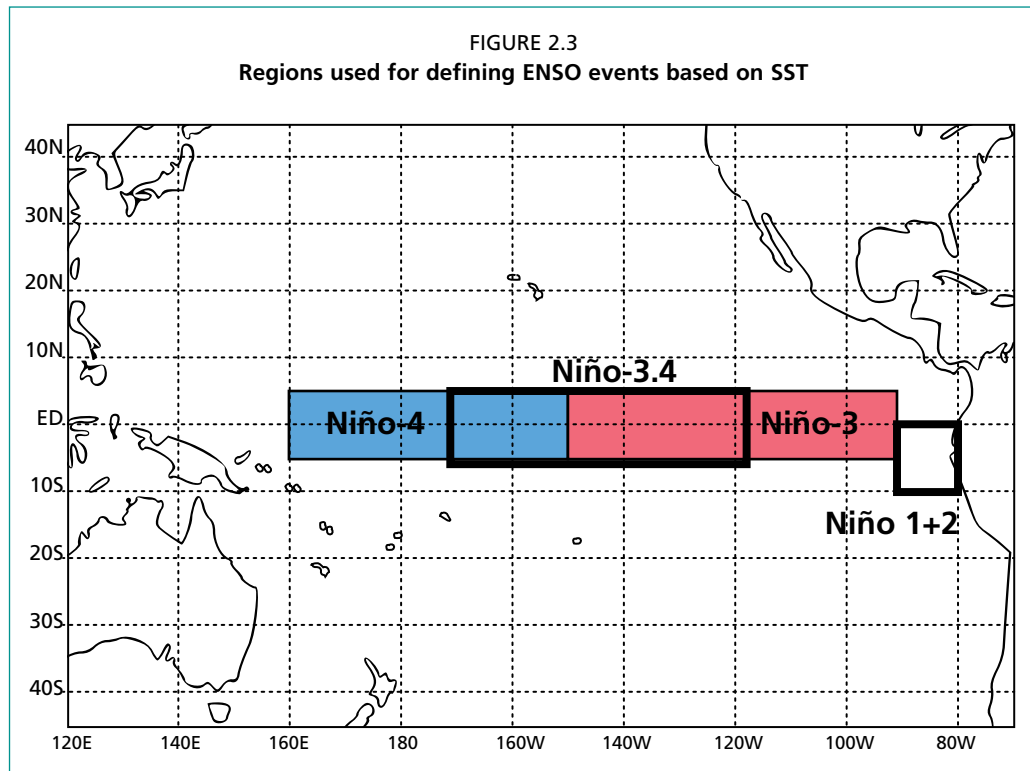 FIGURE 2.3
Regions used for defining ENSO events based on SST
40N
30N
20N
10N
ED
10S
20S
30S
40S
Niño-3.4
Niño-4
Niño-3
Niño 1+2
120E 140E 160E 180 160W 140W 120W 100W 80W